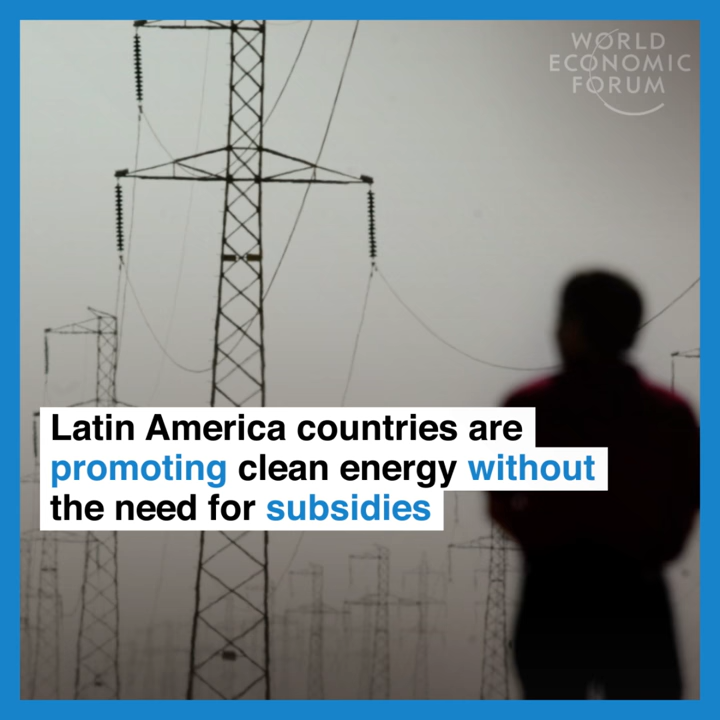 WORLD
ECONOMIC
FORUM
Latin America countries are
promoting clean energy without
the need for subsidies